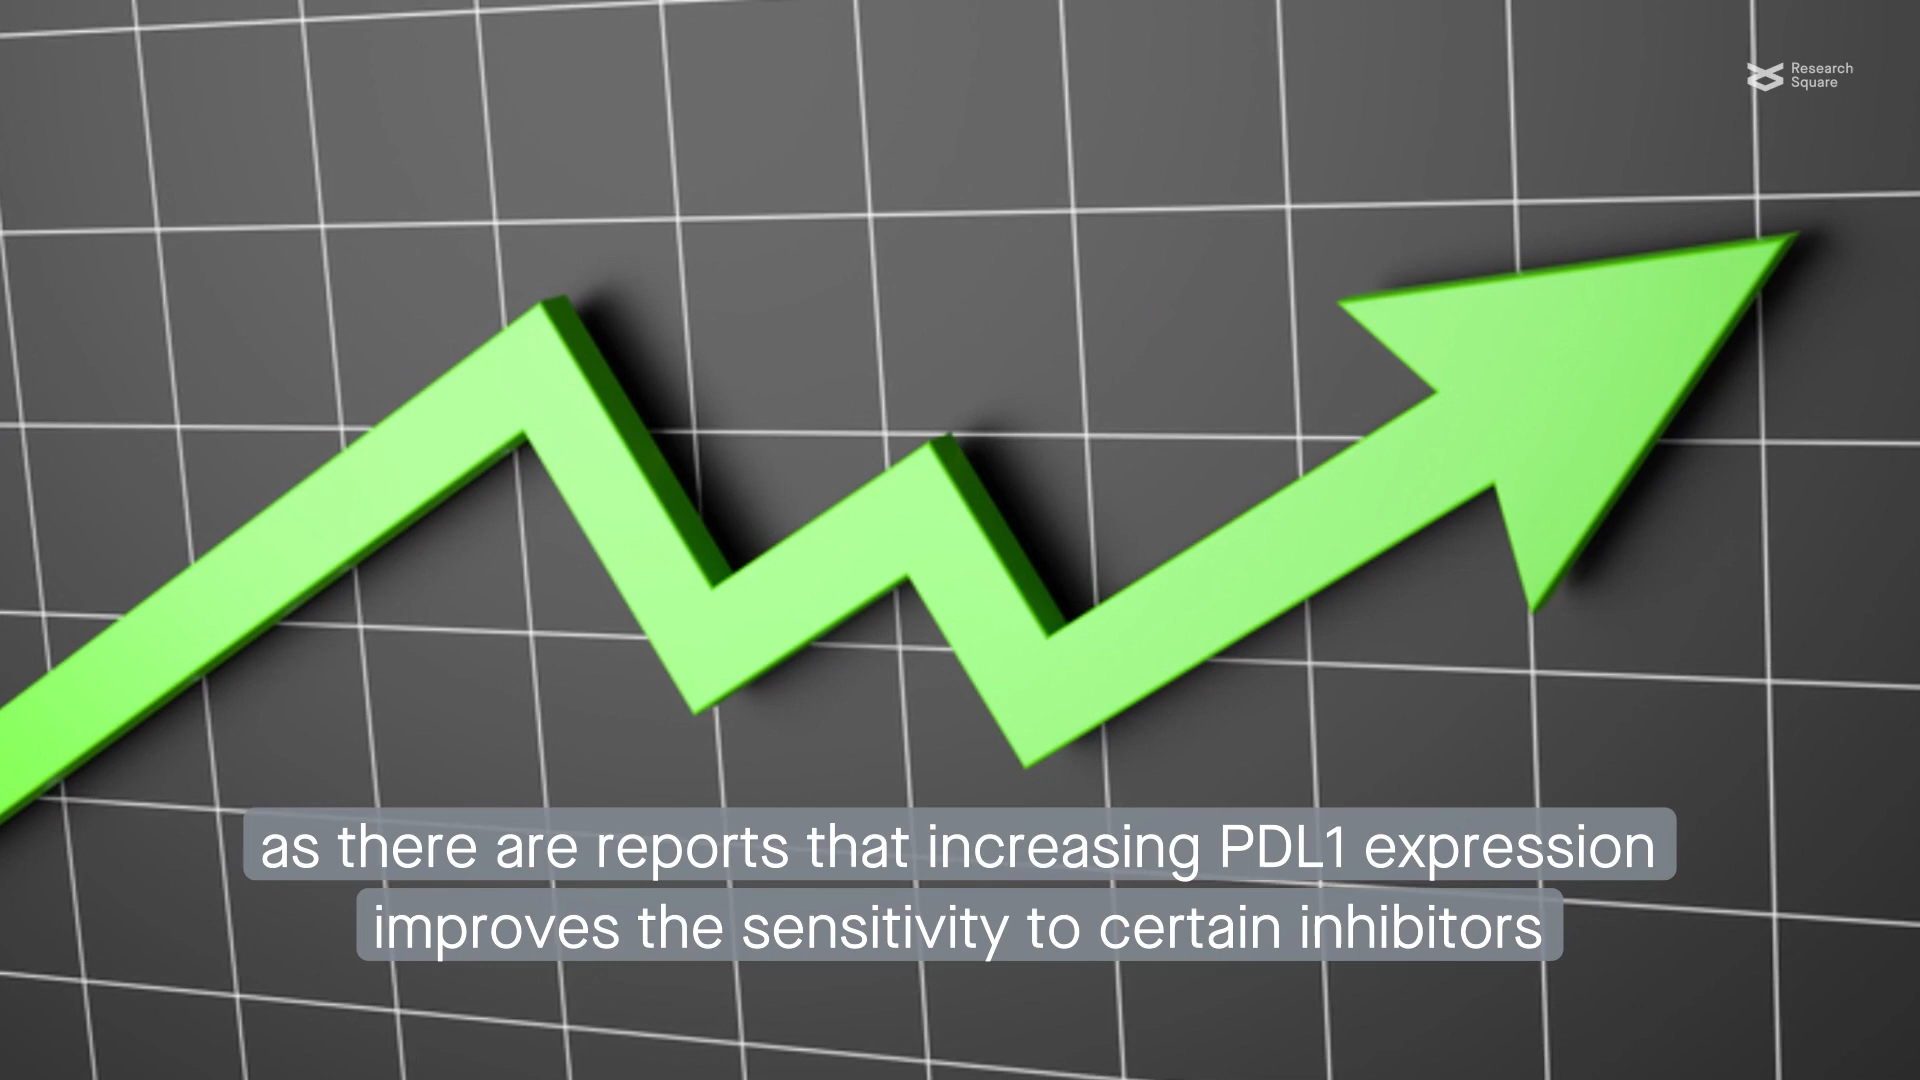 Research
Square
as there are reports that increasing PDL1 expression
improves the sensitivity to certain inhibitors